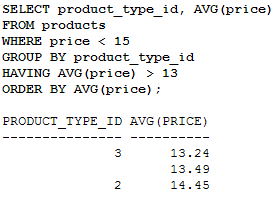 SELECT product_type_id, AVG(price)
FROM products
WHERE price < 15
GROUP BY product_type_id
HAVING AVG(price) > 13
ORDER BY AVG(price);
PRODUCT_TYPE_ID AVG(PRICE)
--------------- ----------
3 13.24
13.49
2 14.45